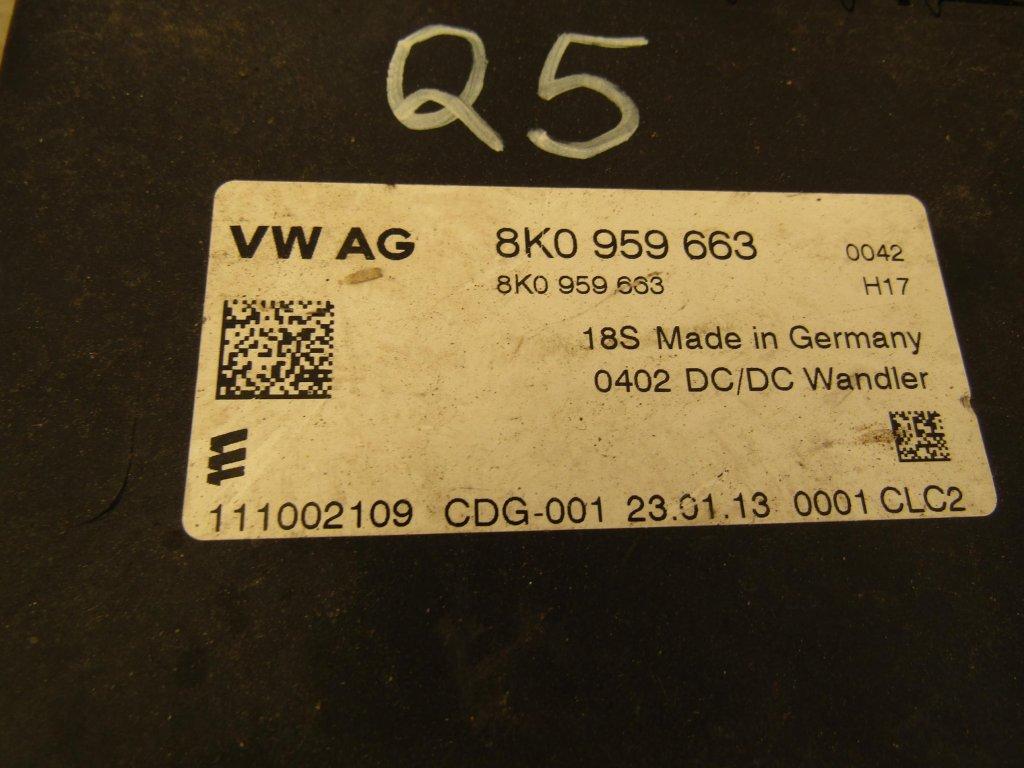 Q5
VW AG 8K0 959 663 0042
8K0 959 663 H17
18S Made in Germany
0402 DC/DC Wandler
111002109 CDG-001 23.01.13 0001 CLC2